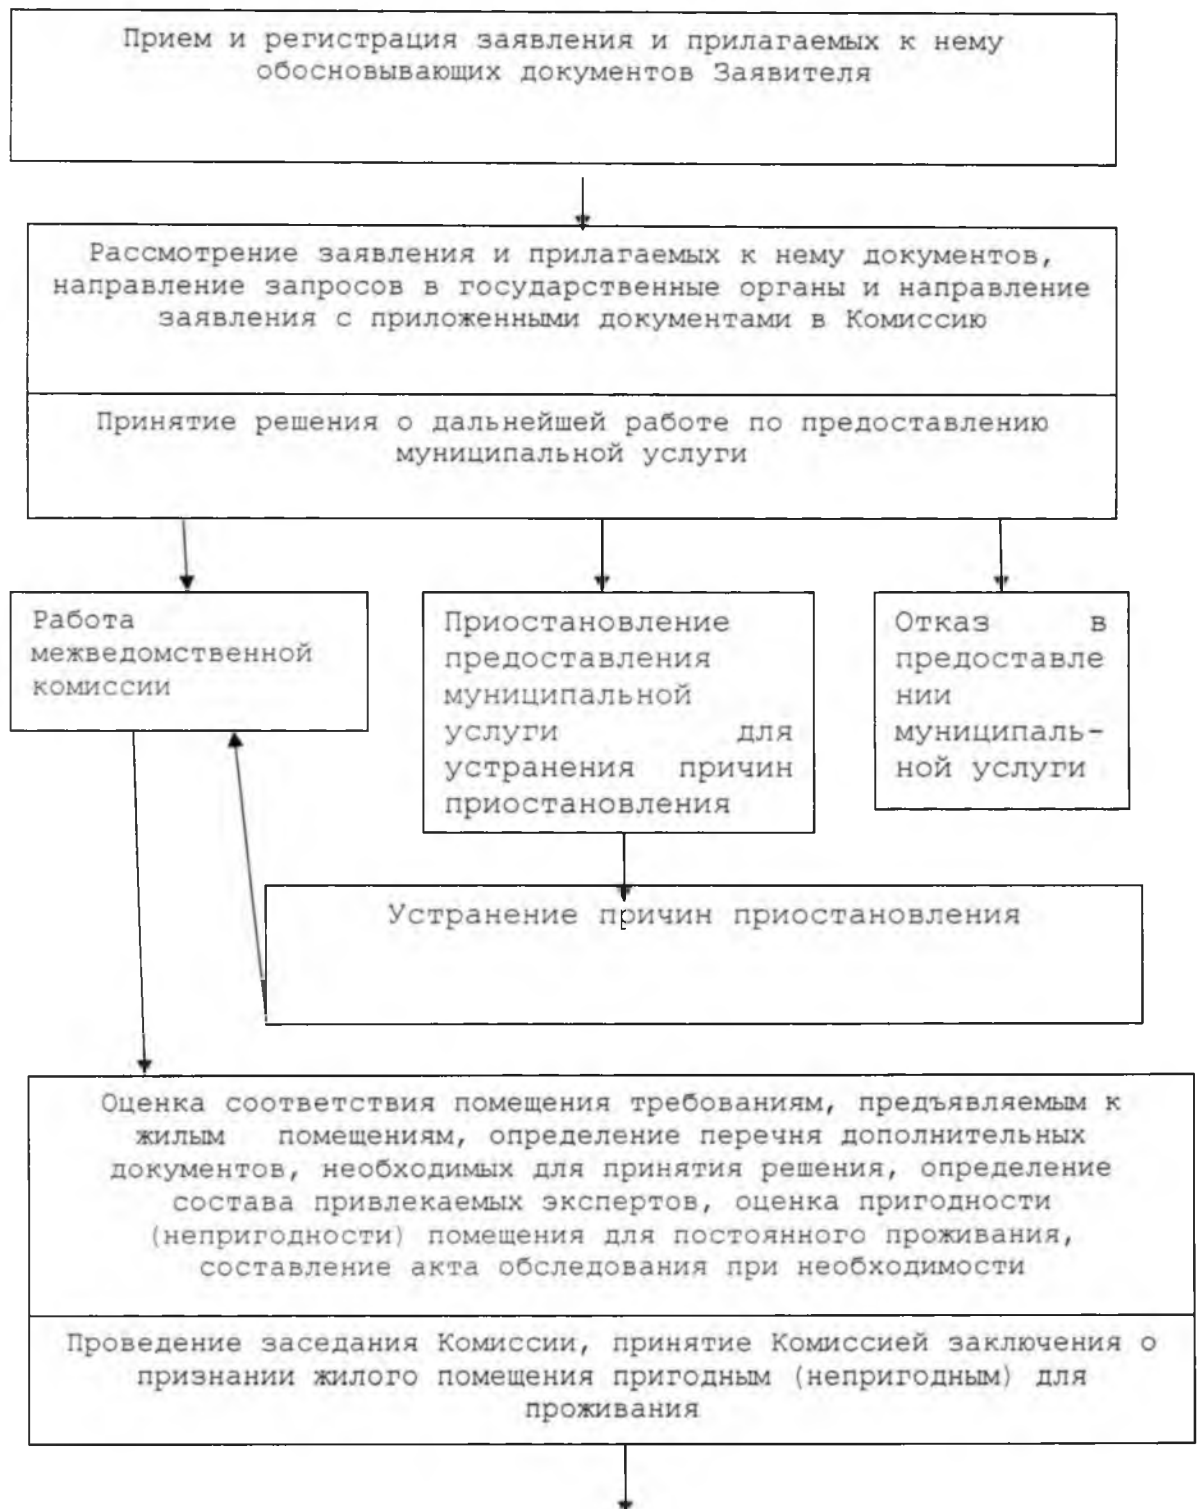 Прием и регистрация заявления и прилагаемых к нему
обосновывающих документов Заявителя
Рассмотрение заявления и прилагаемых к нему документов,
направление запросов в государственные органы и направление
заявления с приложенными документами в Комиссию
Принятие решения о дальнейшей работе по предоставлению
муниципальной услуги
Работа
межведомственной
комиссии
Приостановление
предоставления
муниципальной
услуги для
устранения причин
приостановления
Отказ в
предоставле
нии
муниципаль-
ной услуги
Устранение причин приостановления
Оценка соответствия помещения требованиям, предъявляемым к
жилым помещениям, определение перечня дополнительных
документов, необходимых для принятия решения, определение
состава привлекаемых экспертов, оценка пригодности
(непригодности) помещения для постоянного проживания,
составление акта обследования при необходимости
Проведение заседания Комиссии, принятие Комиссией заключения о
признании жилого помещения пригодным (непригодным) для
проживания